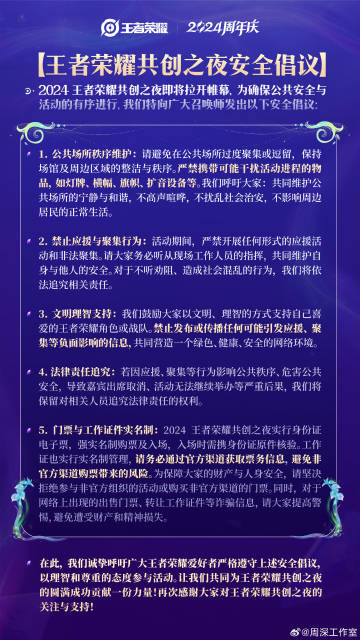 王者荣耀 2024周年庆
【王者荣耀共创之夜安全倡议】
2024 王者荣耀共创之夜即将拉开帷幕，为确保公共安全与
活动的有序进行，我们特向广大召唤师发出以下安全倡议：
1. 公共场所秩序维护：请避免在公共场所过度聚集或逗留，保持
场馆及周边区域的整洁与秩序。严禁携带可能干扰活动进程的物
品，如灯牌、横幅、旗帜、扩音设备等。我们呼吁大家：共同维护公
共场所的宁静与和谐，不高声喧哗，不扰乱社会治安，不影响周边
居民的正常生活。
2. 禁止应援与聚集行为：活动期间，严禁开展任何形式的应援活
动和非法聚集。请大家务必听从现场工作人员的指挥，共同维护自
身与他人的安全。对于不听劝阻、造成社会混乱的行为，我们将依
法追究相关责任。
3. 文明理智支持：我们鼓励大家以文明、理智的方式支持自己喜
爱的王者荣耀角色或战队。禁止发布或传播任何可能引发应援、聚
集等负面影响的信息，共同营造一个绿色、健康、安全的网络环境。
4. 法律责任追究：若因应援、聚集等行为影响公共秩序、危害公共
安全，导致嘉宾出席取消、活动无法继续举办等严重后果，我们将
保留对相关人员追究法律责任的权利。
5. 门票与工作证件实名制：2024 王者荣耀共创之夜实行身份证
电子票，强实名制购票及入场，入场时需携身份证原件核验。工作
证也实行实名制管理，请务必通过官方渠道获取票务信息，避免非
官方渠道购票带来的风险。为保障大家的财产与人身安全，请坚决
拒绝参与非官方组织的活动或购买非官方渠道的门票。同时，对于
网络上出现的出售门票、转让工作证件等诈骗信息，请大家提高警
惕，避免遭受财产和精神损失。
在此，我们诚挚呼吁广大王者荣耀爱好者严格遵守上述安全倡议，
以理智和尊重的态度参与活动。让我们共同为王者荣耀共创之夜
的圆满成功贡献一份力量！再次感谢大家对王者荣耀共创之夜的
关注与支持！
@周深工作室